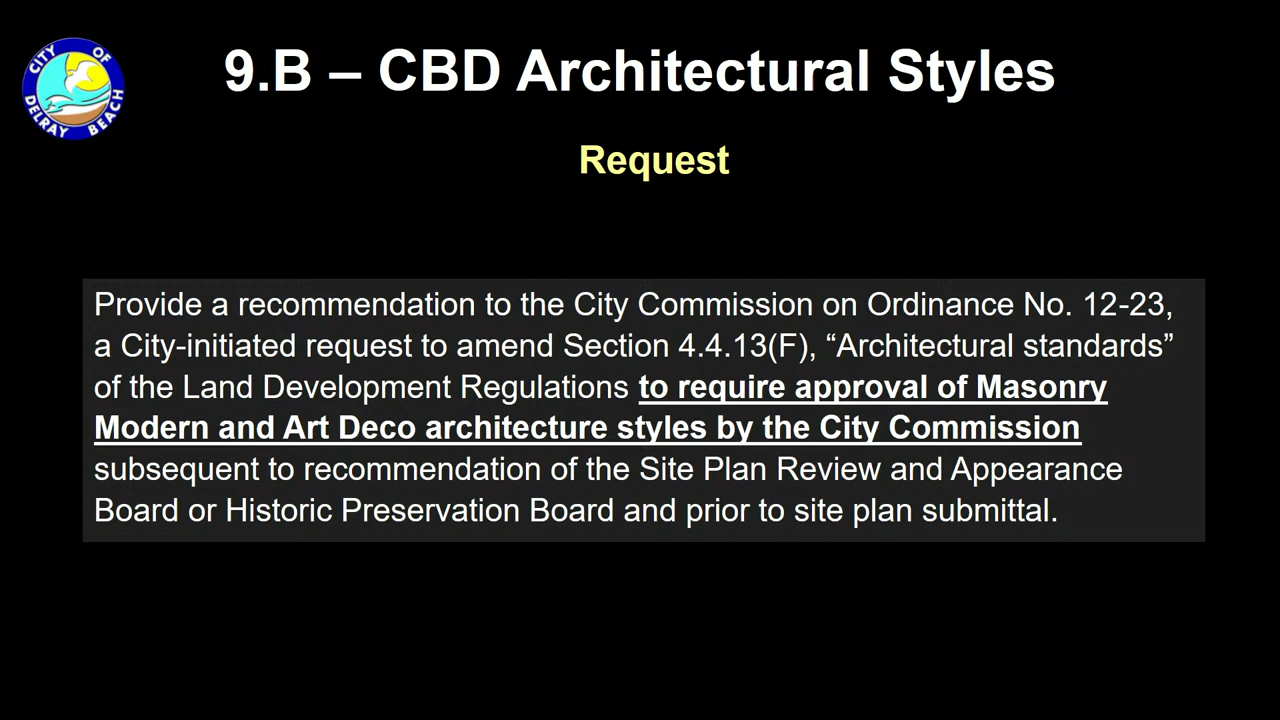 CITY OF
DELRAY BEACH
9.B – CBD Architectural Styles
Request
Provide a recommendation to the City Commission on Ordinance No. 12-23,
a City-initiated request to amend Section 4.4.13(F), “Architectural standards”
of the Land Development Regulations to require approval of Masonry
Modern and Art Deco architecture styles by the City Commission
subsequent to recommendation of the Site Plan Review and Appearance
Board or Historic Preservation Board and prior to site plan submittal.